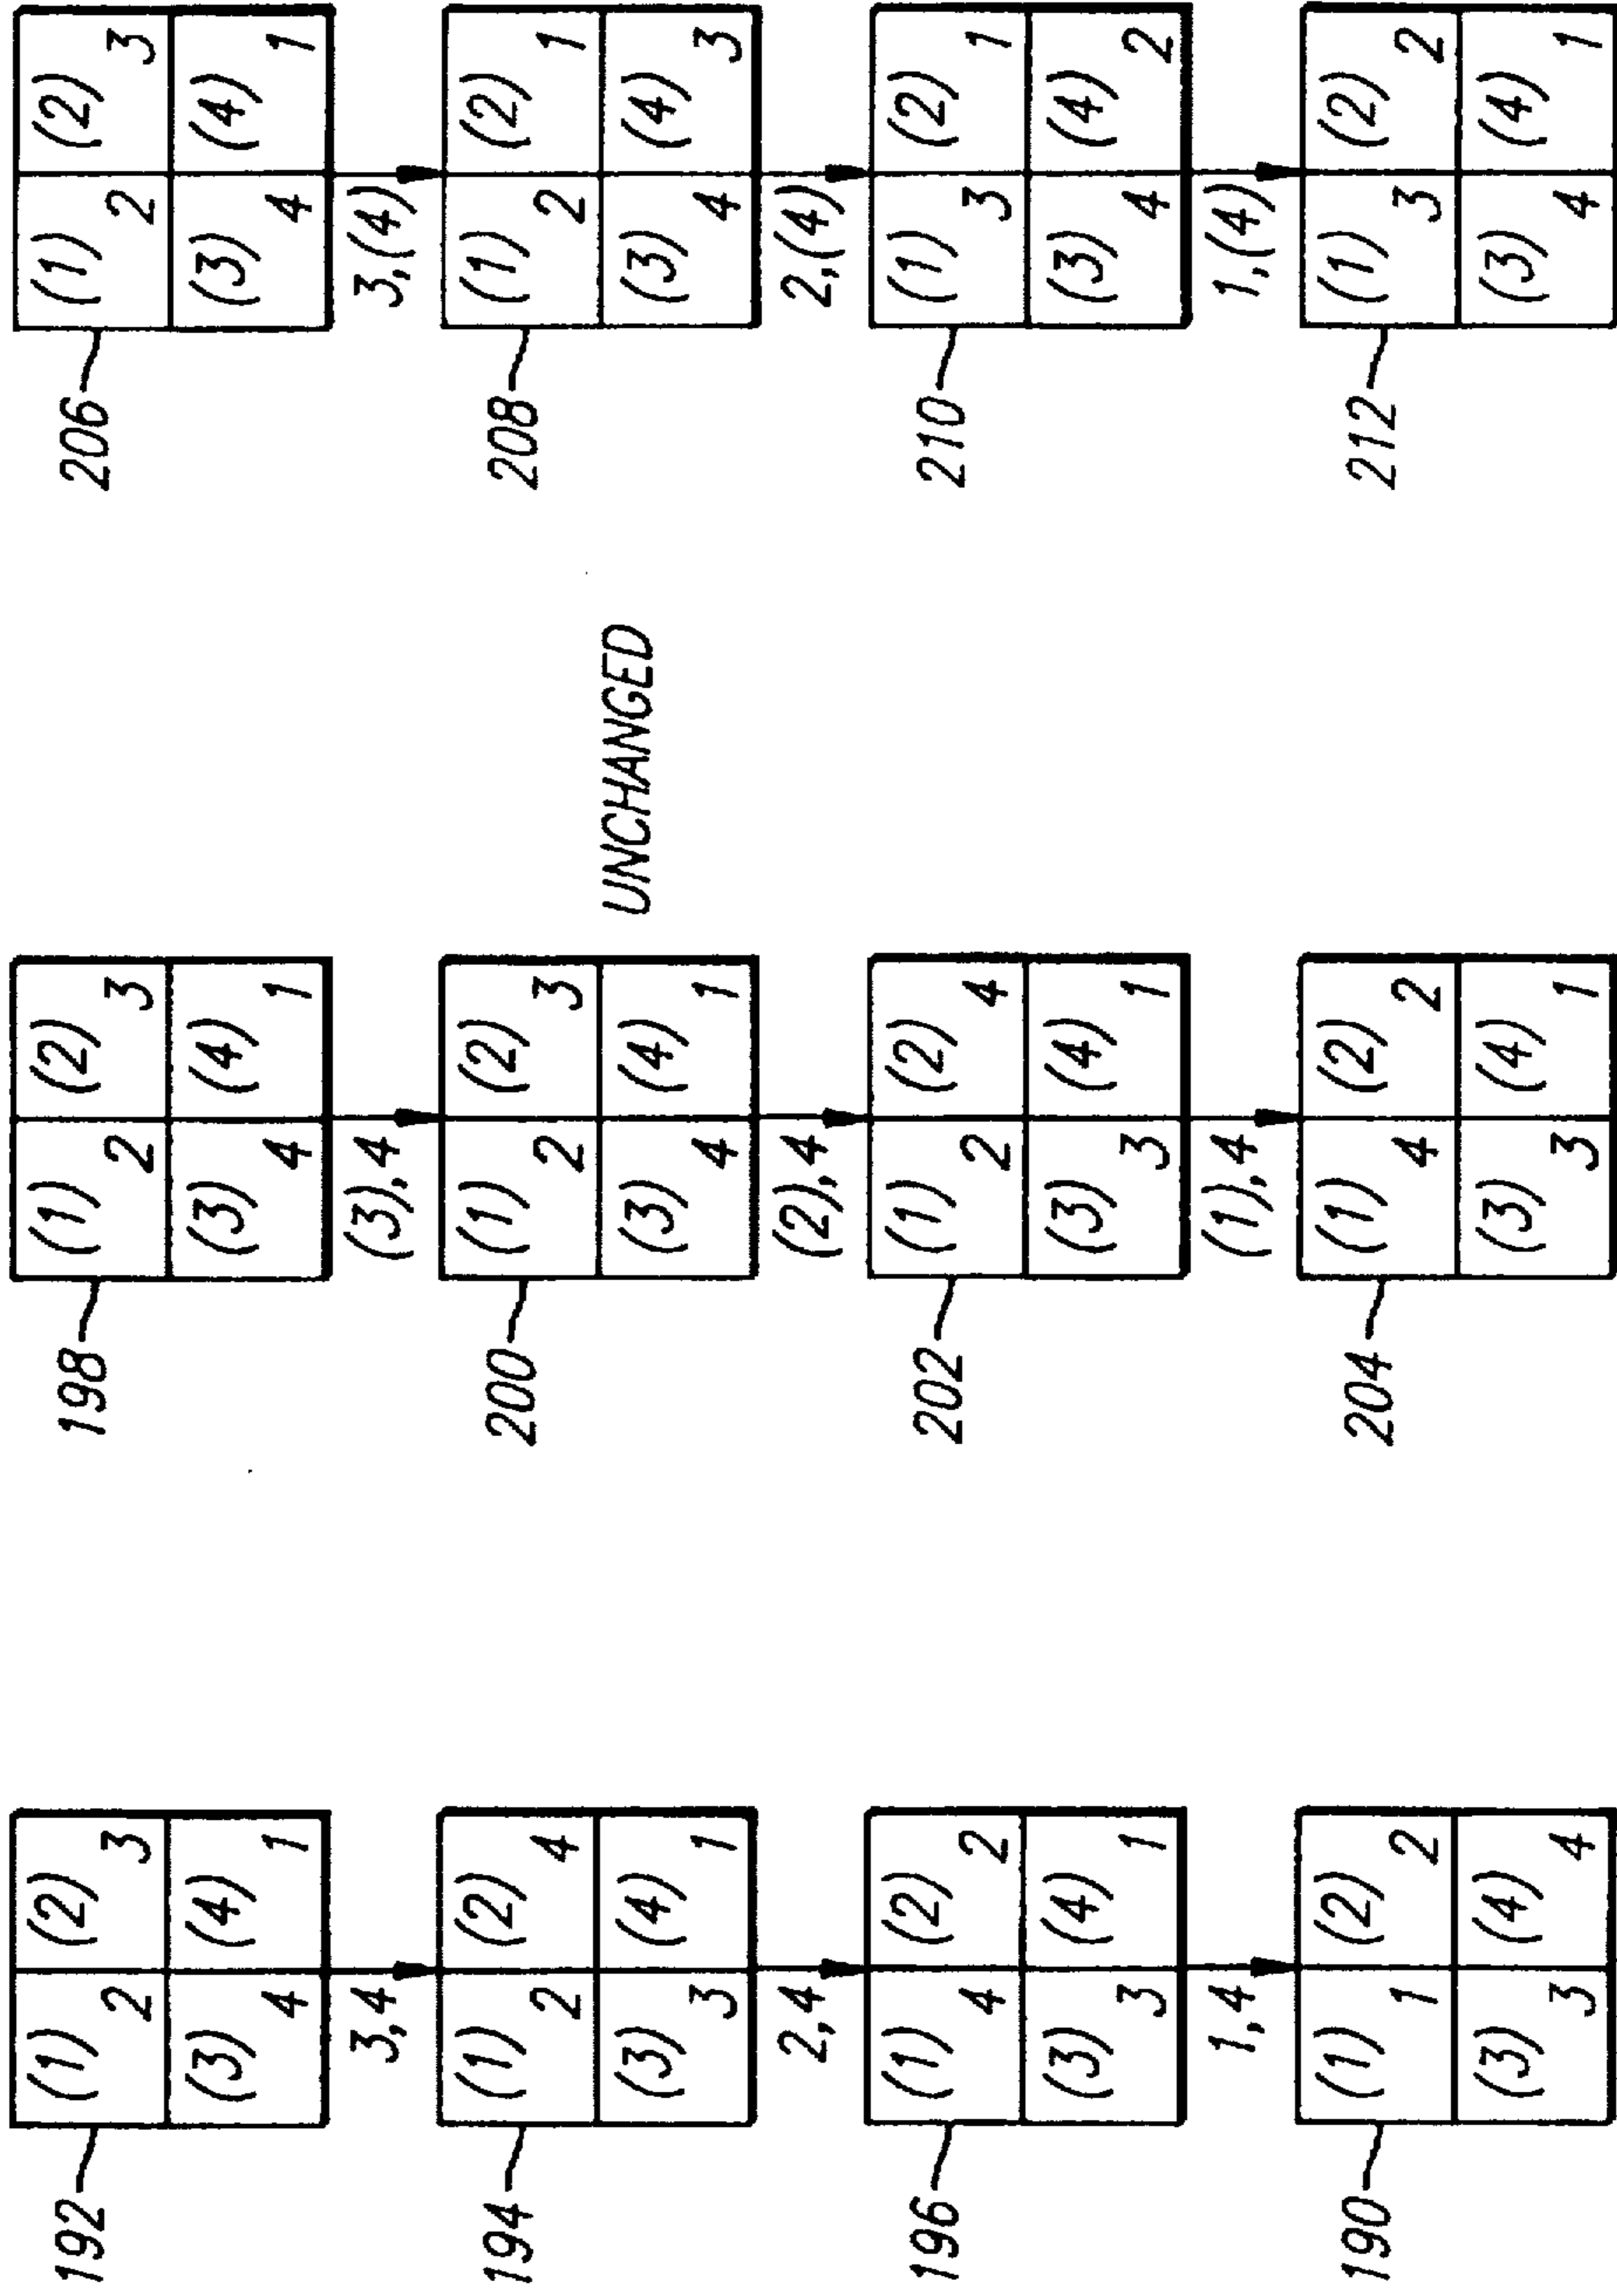 192
(1) 2 (2) 3
(3) 4 (4) 1
3,4
194
(1) 2 (2) 4
(3) 3 (4) 1
2,4
196
(1) 4 (2) 2
(3) 3 (4) 1
1,4
190
(1) 1 (2) 2
(3) 3 (4) 4
198
(1) 2 (2) 3
(3) 4 (4) 1
(3),4
200
(1) 2 (2) 3
(3) 4 (4) 1
UNCHANGED
(2),4
202
(1) 2 (2) 4
(3) 3 (4) 1
(1),4
204
(1) 4 (2) 2
(3) 3 (4) 1
206
(1) 2 (2) 3
(3) 4 (4) 1
3,(4)
208
(1) 2 (2) 1
(3) 4 (4) 3
2,(4)
210
(1) 3 (2) 1
(3) 4 (4) 2
1,(4)
212
(1) 3 (2) 2
(3) 4 (4) 1